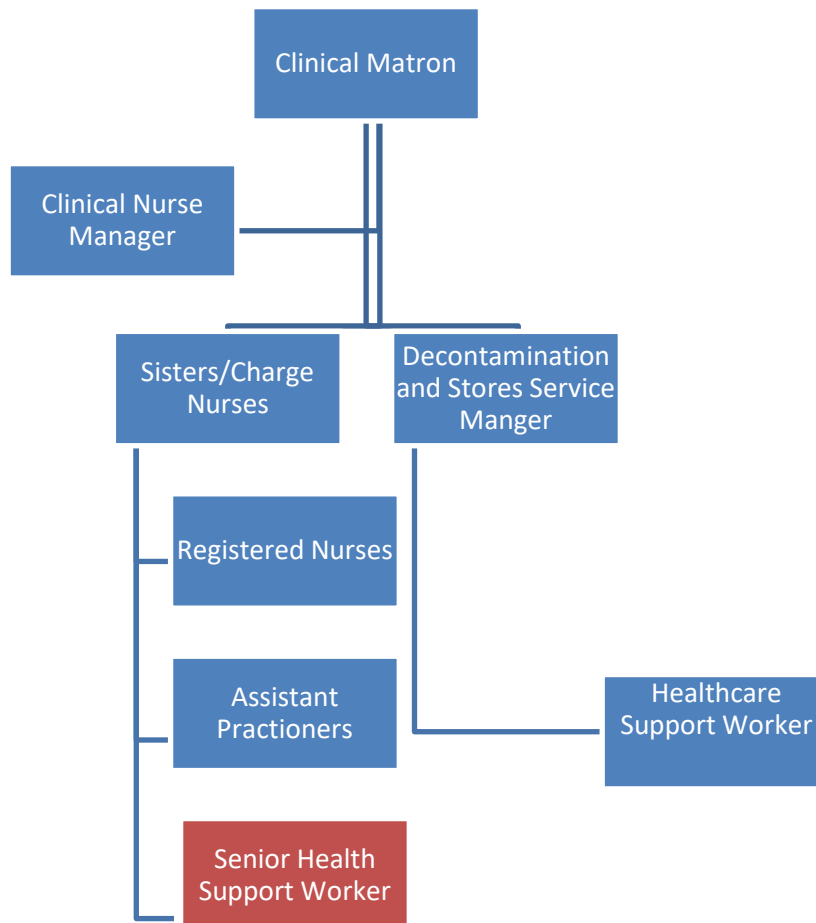 Clinical Matron
Clinical Nurse
Manager
Sisters/Charge
Nurses
Decontamination
and Stores Service
Manger
Registered Nurses
Assistant
Practioners
Healthcare
Support Worker
Senior Health
Support Worker